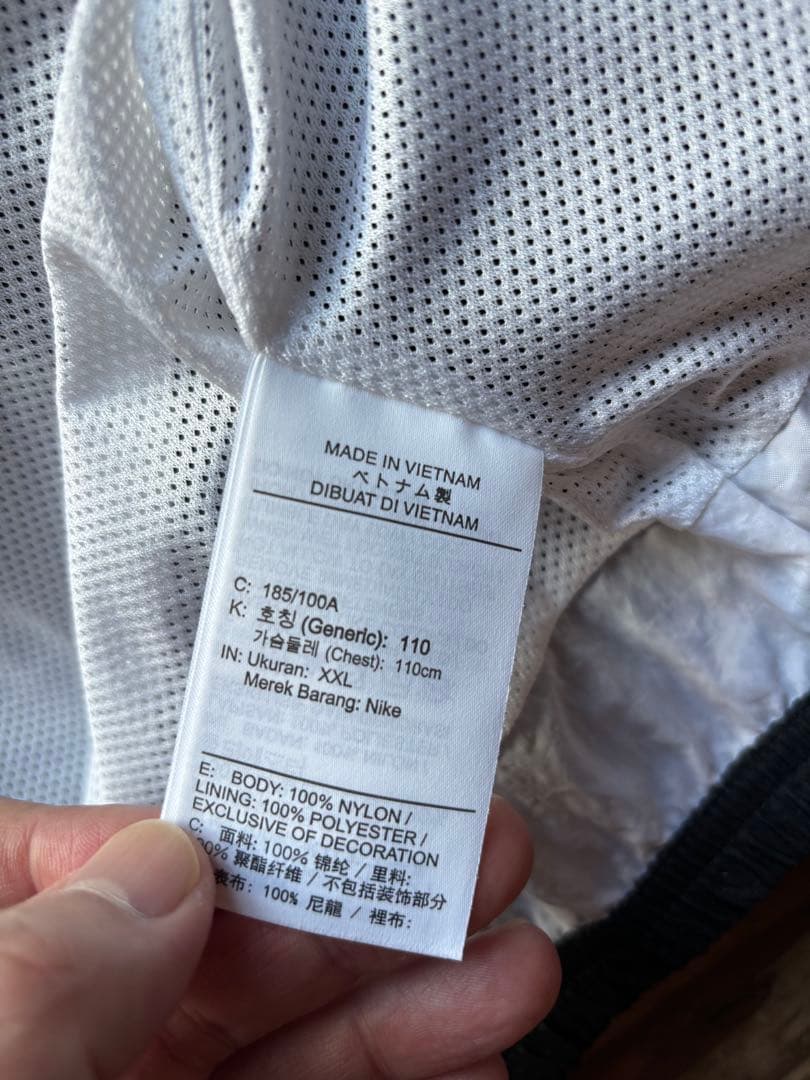 MADE IN VIETNAM
ベトナム製
DIBUAT DI VIETNAM
C: 185/100A
K: 호칭 (Generic): 110
가슴둘레 (Chest): 110cm
IN: Ukuran: XXL
Merek Barang: Nike
E: BODY: 100% NYLON /
LINING: 100% POLYESTER /
EXCLUSIVE OF DECORATION
C: 面料: 100% 锦纶 / 里料:
聚酯纤维 / 不包括装饰部分
表布: 100% 尼龍 / 裡布: